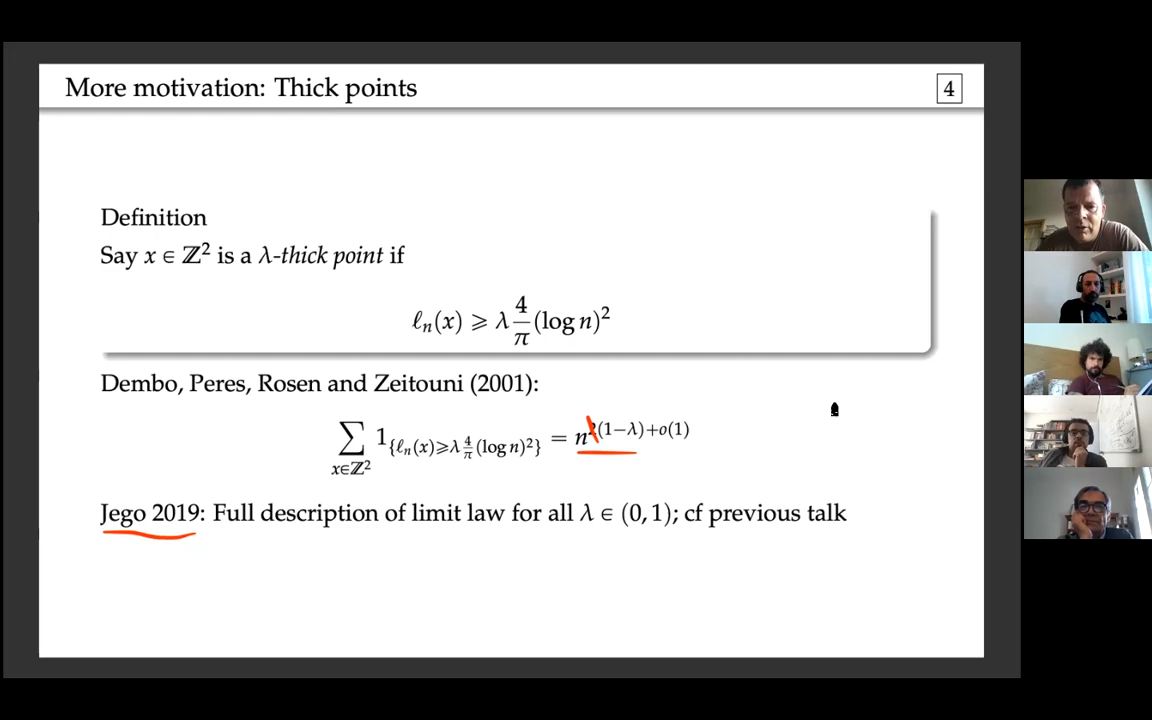 More motivation: Thick points
4
Definition
Say x ∈ ℤ² is a λ-thick point if
ℓₙ(x) ⩾ λ 4/π (log n)²
Dembo, Peres, Rosen and Zeitouni (2001):
∑_{x∈ℤ²} 1_{{ℓₙ(x)⩾λ 4/π (log n)²}} = n^{2(1−λ)+o(1)}
Jego 2019: Full description of limit law for all λ ∈ (0, 1); cf previous talk